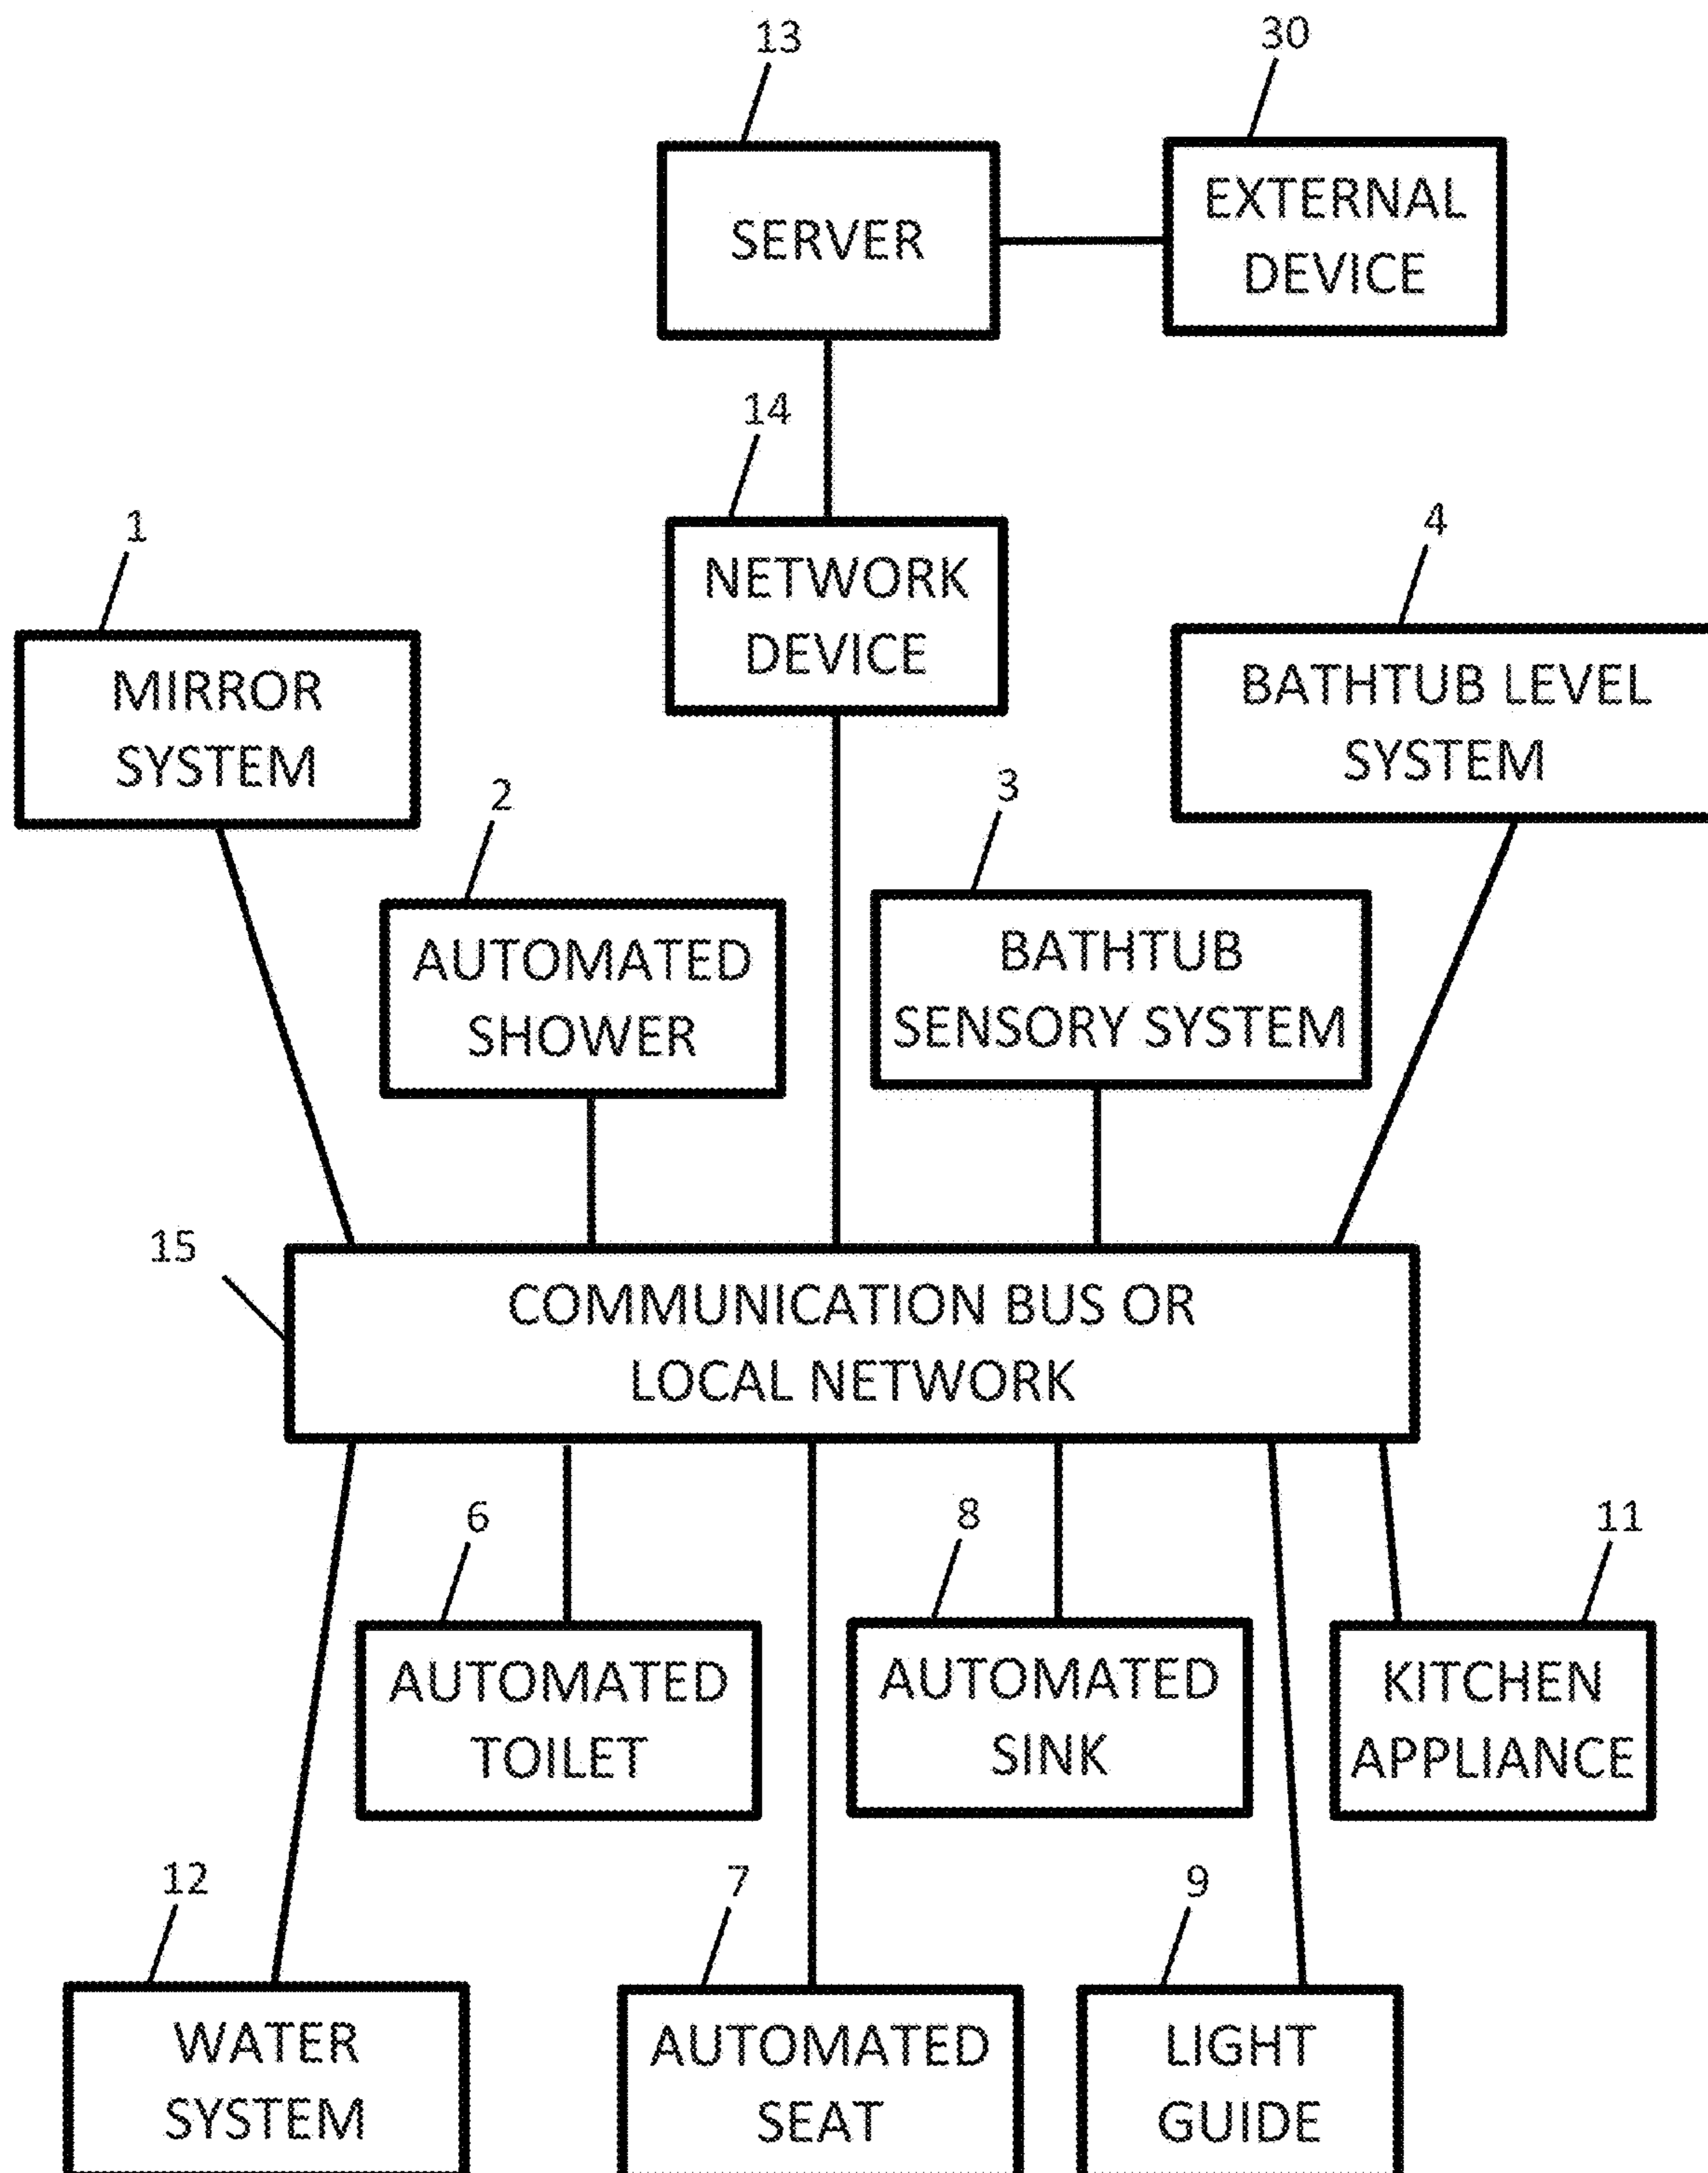 13
30
SERVER
EXTERNAL
DEVICE
14
NETWORK
DEVICE
1
MIRROR
SYSTEM
4
BATHTUB LEVEL
SYSTEM
2
AUTOMATED
SHOWER
3
BATHTUB
SENSORY SYSTEM
15
COMMUNICATION BUS OR
LOCAL NETWORK
6
AUTOMATED
TOILET
8
AUTOMATED
SINK
11
KITCHEN
APPLIANCE
12
WATER
SYSTEM
7
AUTOMATED
SEAT
9
LIGHT
GUIDE